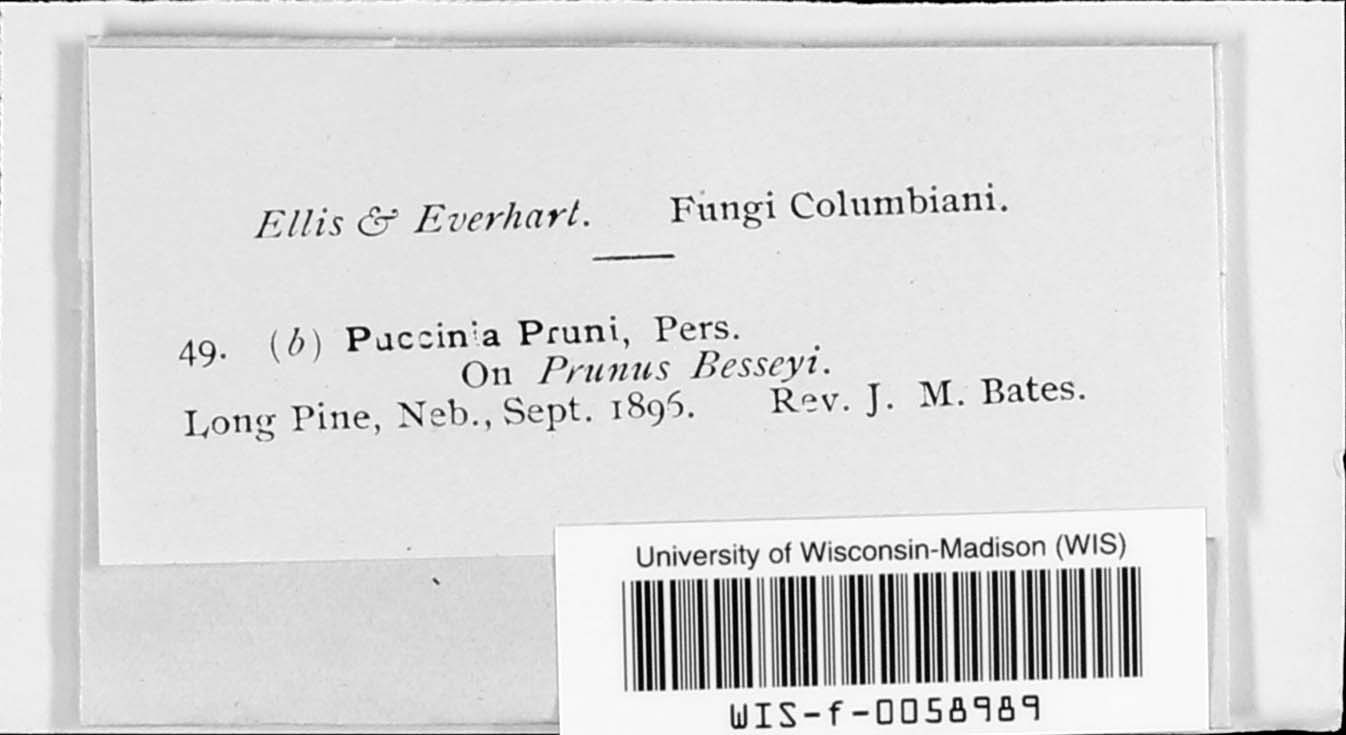 Ellis & Everhart. Fungi Columbiani.
49. (b) Puccinia Pruni, Pers.
On Prunus Besseyi.
Long Pine, Neb., Sept. 1895. Rev. J. M. Bates.
University of Wisconsin-Madison (WIS)
WIS-f-0058989